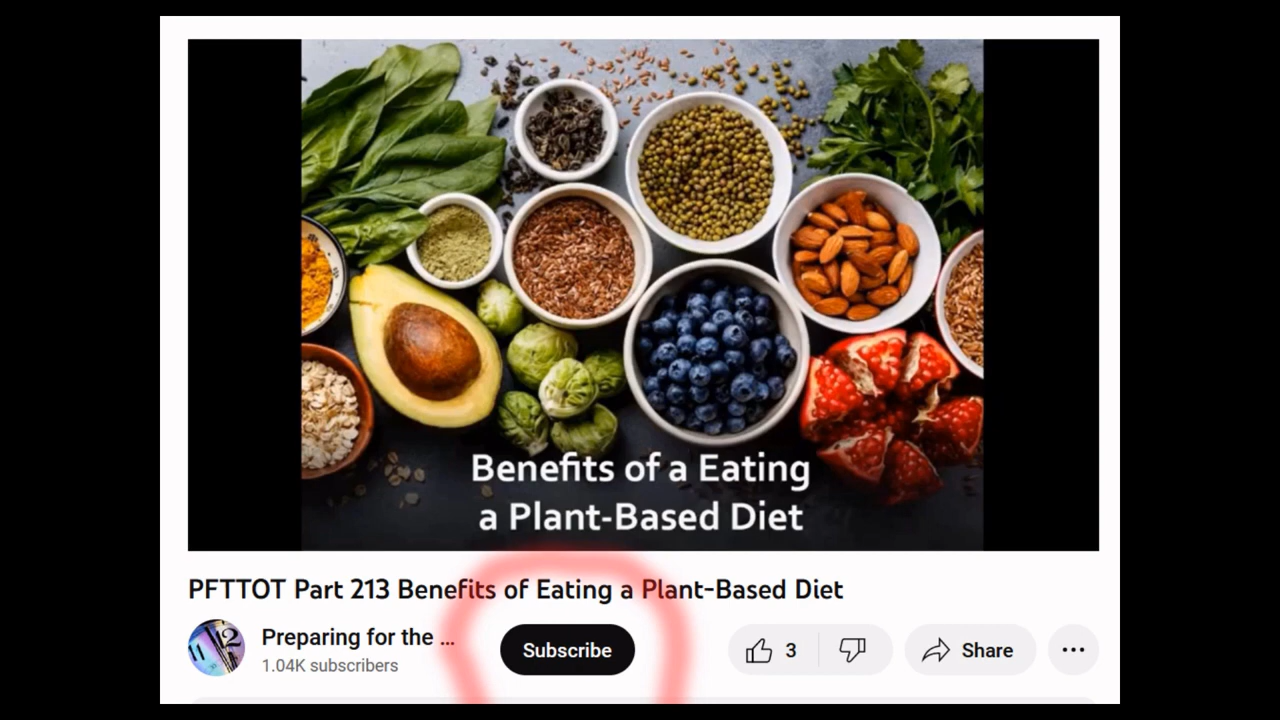 Benefits of a Eating
a Plant-Based Diet
PFTTOT Part 213 Benefits of Eating a Plant-Based Diet
Preparing for the ...
1.04K subscribers
Subscribe
3
Share